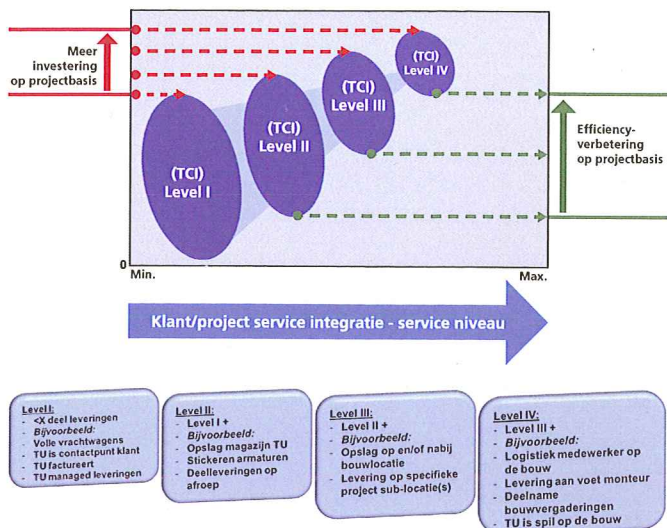 Meer
investering
op projectbasis
(TCI)
Level I
(TCI)
Level II
(TCI)
Level III
(TCI)
Level IV
Efficiency-
verbetering
op projectbasis
0
Min.
Max.
Klant/project service integratie - service niveau
Level I:
- <X deel leveringen
- Bijvoorbeeld:
- Volle vrachtwagens
- TU is contactpunt klant
- TU factureert
- TU managed leveringen
Level II:
- Level I +
- Bijvoorbeeld:
- Opslag magazijn TU
- Stickeren armaturen
- Deelleveringen op
afroep
Level III:
- Level II +
- Bijvoorbeeld:
- Opslag op en/of nabij
bouwlocatie
- Levering op specifieke
project sub-locatie(s)
Level IV:
- Level III +
- Bijvoorbeeld:
- Logistiek medewerker op
de bouw
- Levering aan voet monteur
- Deelname
bouwvergaderingen
- TU is spil op de bouw